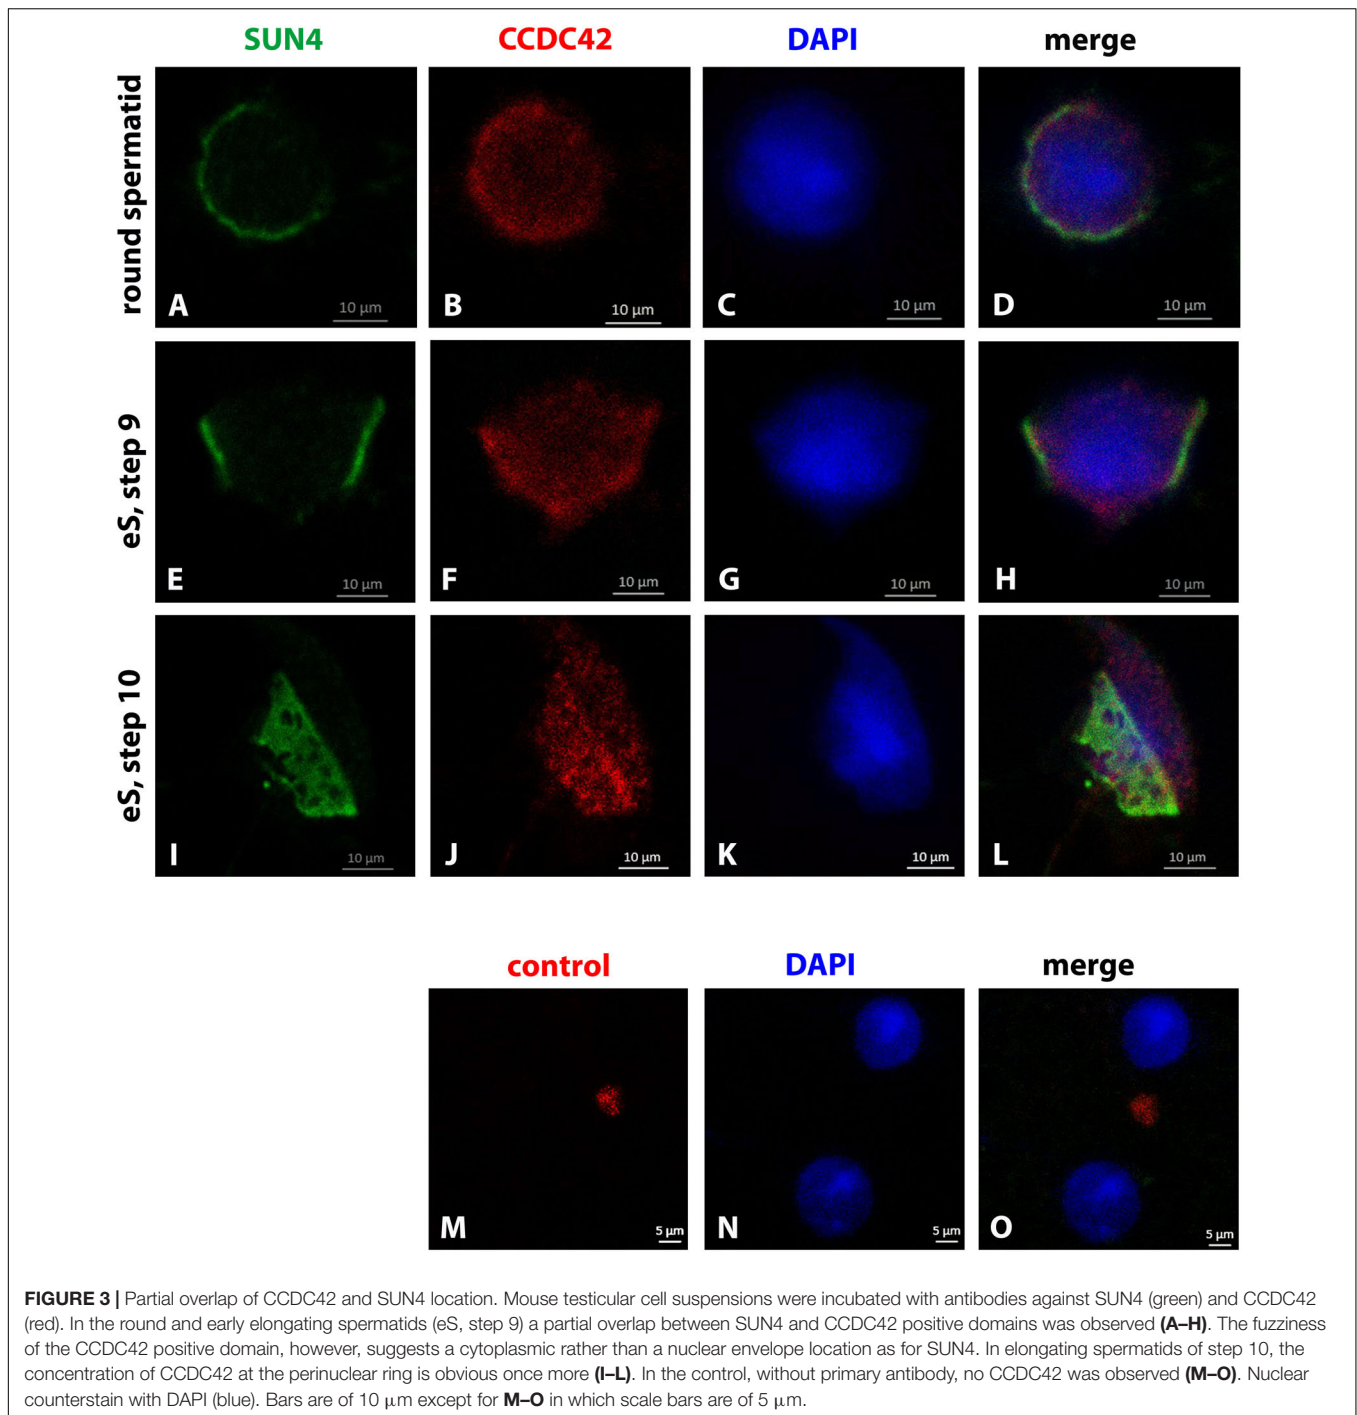 SUN4 CCDC42 DAPI merge
round spermatid
A 10 µm B 10 µm C 10 µm D 10 µm
eS, step 9
E 10 µm F 10 µm G 10 µm H 10 µm
eS, step 10
I 10 µm J 10 µm K 10 µm L 10 µm
control DAPI merge
M 5 µm N 5 µm O 5 µm
FIGURE 3 | Partial overlap of CCDC42 and SUN4 location. Mouse testicular cell suspensions were incubated with antibodies against SUN4 (green) and CCDC42
(red). In the round and early elongating spermatids (eS, step 9) a partial overlap between SUN4 and CCDC42 positive domains was observed (A–H). The fuzziness
of the CCDC42 positive domain, however, suggests a cytoplasmic rather than a nuclear envelope location as for SUN4. In elongating spermatids of step 10, the
concentration of CCDC42 at the perinuclear ring is obvious once more (I–L). In the control, without primary antibody, no CCDC42 was observed (M–O). Nuclear
counterstain with DAPI (blue). Bars are of 10 µm except for M–O in which scale bars are of 5 µm.